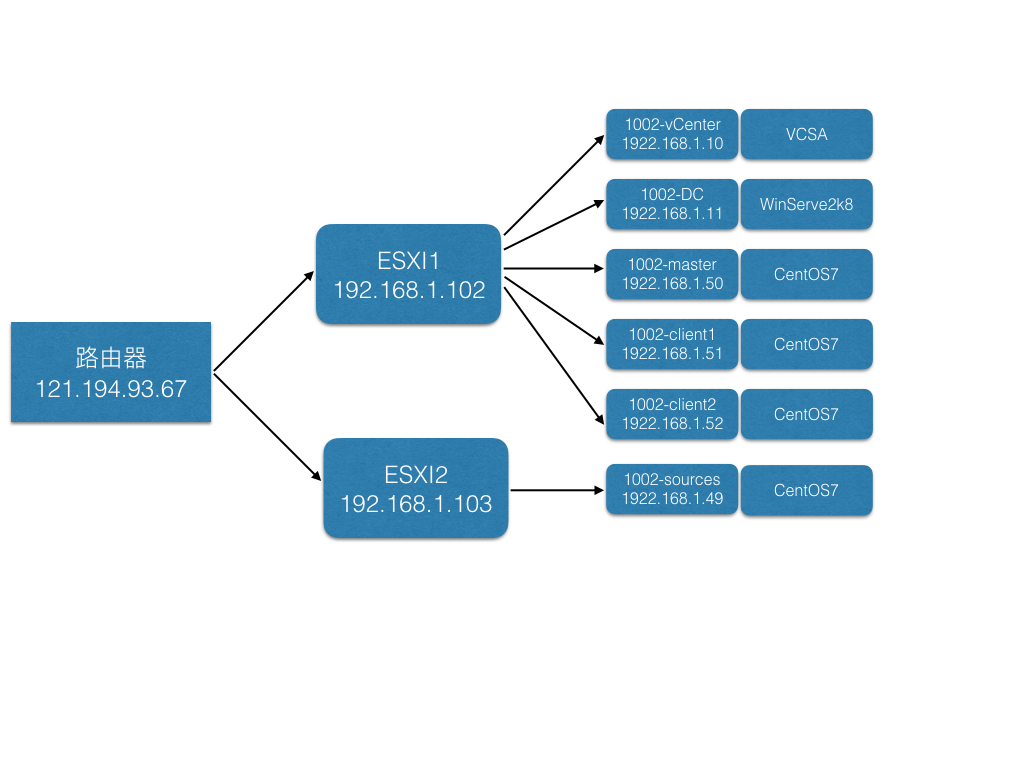 路由器
121.194.93.67
ESXI1
192.168.1.102
ESXI2
192.168.1.103
1002-vCenter
1922.168.1.10
VCSA
1002-DC
1922.168.1.11
WinServe2k8
1002-master
1922.168.1.50
CentOS7
1002-client1
1922.168.1.51
CentOS7
1002-client2
1922.168.1.52
CentOS7
1002-sources
1922.168.1.49
CentOS7